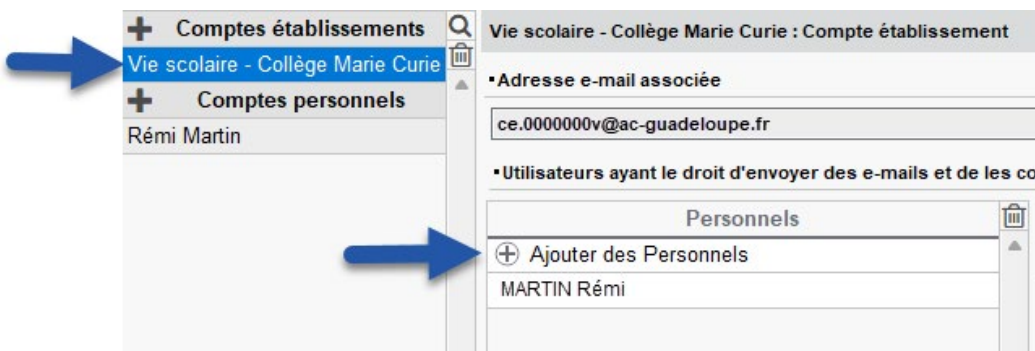 Comptes établissements
Vie scolaire - Collège Marie Curie
Comptes personnels
Rémi Martin
Vie scolaire - Collège Marie Curie : Compte établissement
▪Adresse e-mail associée
ce.0000000v@ac-guadeloupe.fr
▪Utilisateurs ayant le droit d'envoyer des e-mails et de les co
Personnels
Ajouter des Personnels
MARTIN Rémi